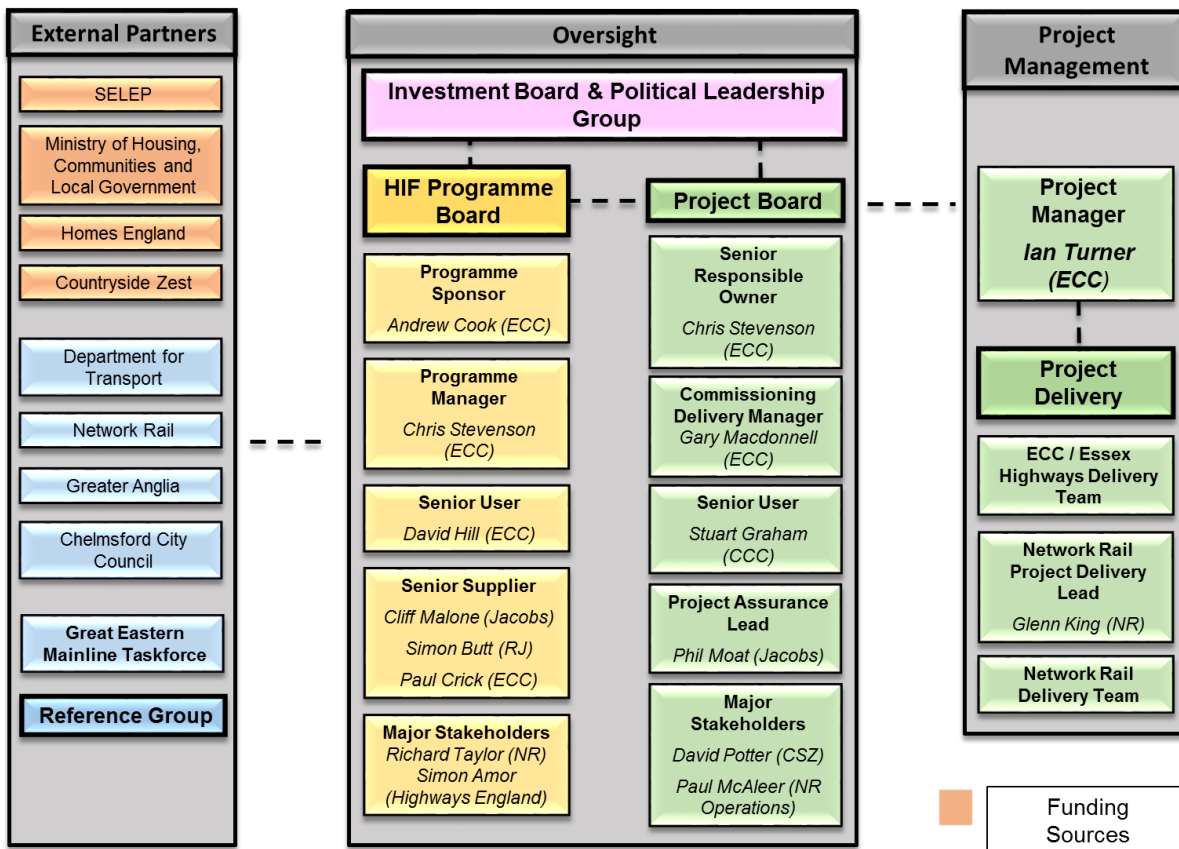 External Partners
SELEP
Ministry of Housing,
Communities and
Local Government
Homes England
Countryside Zest
Department for
Transport
Network Rail
Greater Anglia
Chelmsford City
Council
Great Eastern
Mainline Taskforce
Reference Group
Oversight
Investment Board & Political Leadership
Group
HIF Programme
Board
Programme
Sponsor
Andrew Cook (ECC)
Programme
Manager
Chris Stevenson
(ECC)
Senior User
David Hill (ECC)
Senior Supplier
Cliff Malone (Jacobs)
Simon Butt (RJ)
Paul Crick (ECC)
Major Stakeholders
Richard Taylor (NR)
Simon Amor
(Highways England)
Project Board
Senior
Responsible
Owner
Chris Stevenson
(ECC)
Commissioning
Delivery Manager
Gary Macdonnell
(ECC)
Senior User
Stuart Graham
(CCC)
Project Assurance
Lead
Phil Moat (Jacobs)
Major
Stakeholders
David Potter (CSZ)
Paul McAleer (NR
Operations)
Project
Management
Project
Manager
Ian Turner
(ECC)
Project
Delivery
ECC / Essex
Highways Delivery
Team
Network Rail
Project Delivery
Lead
Glenn King (NR)
Network Rail
Delivery Team
Funding
Sources